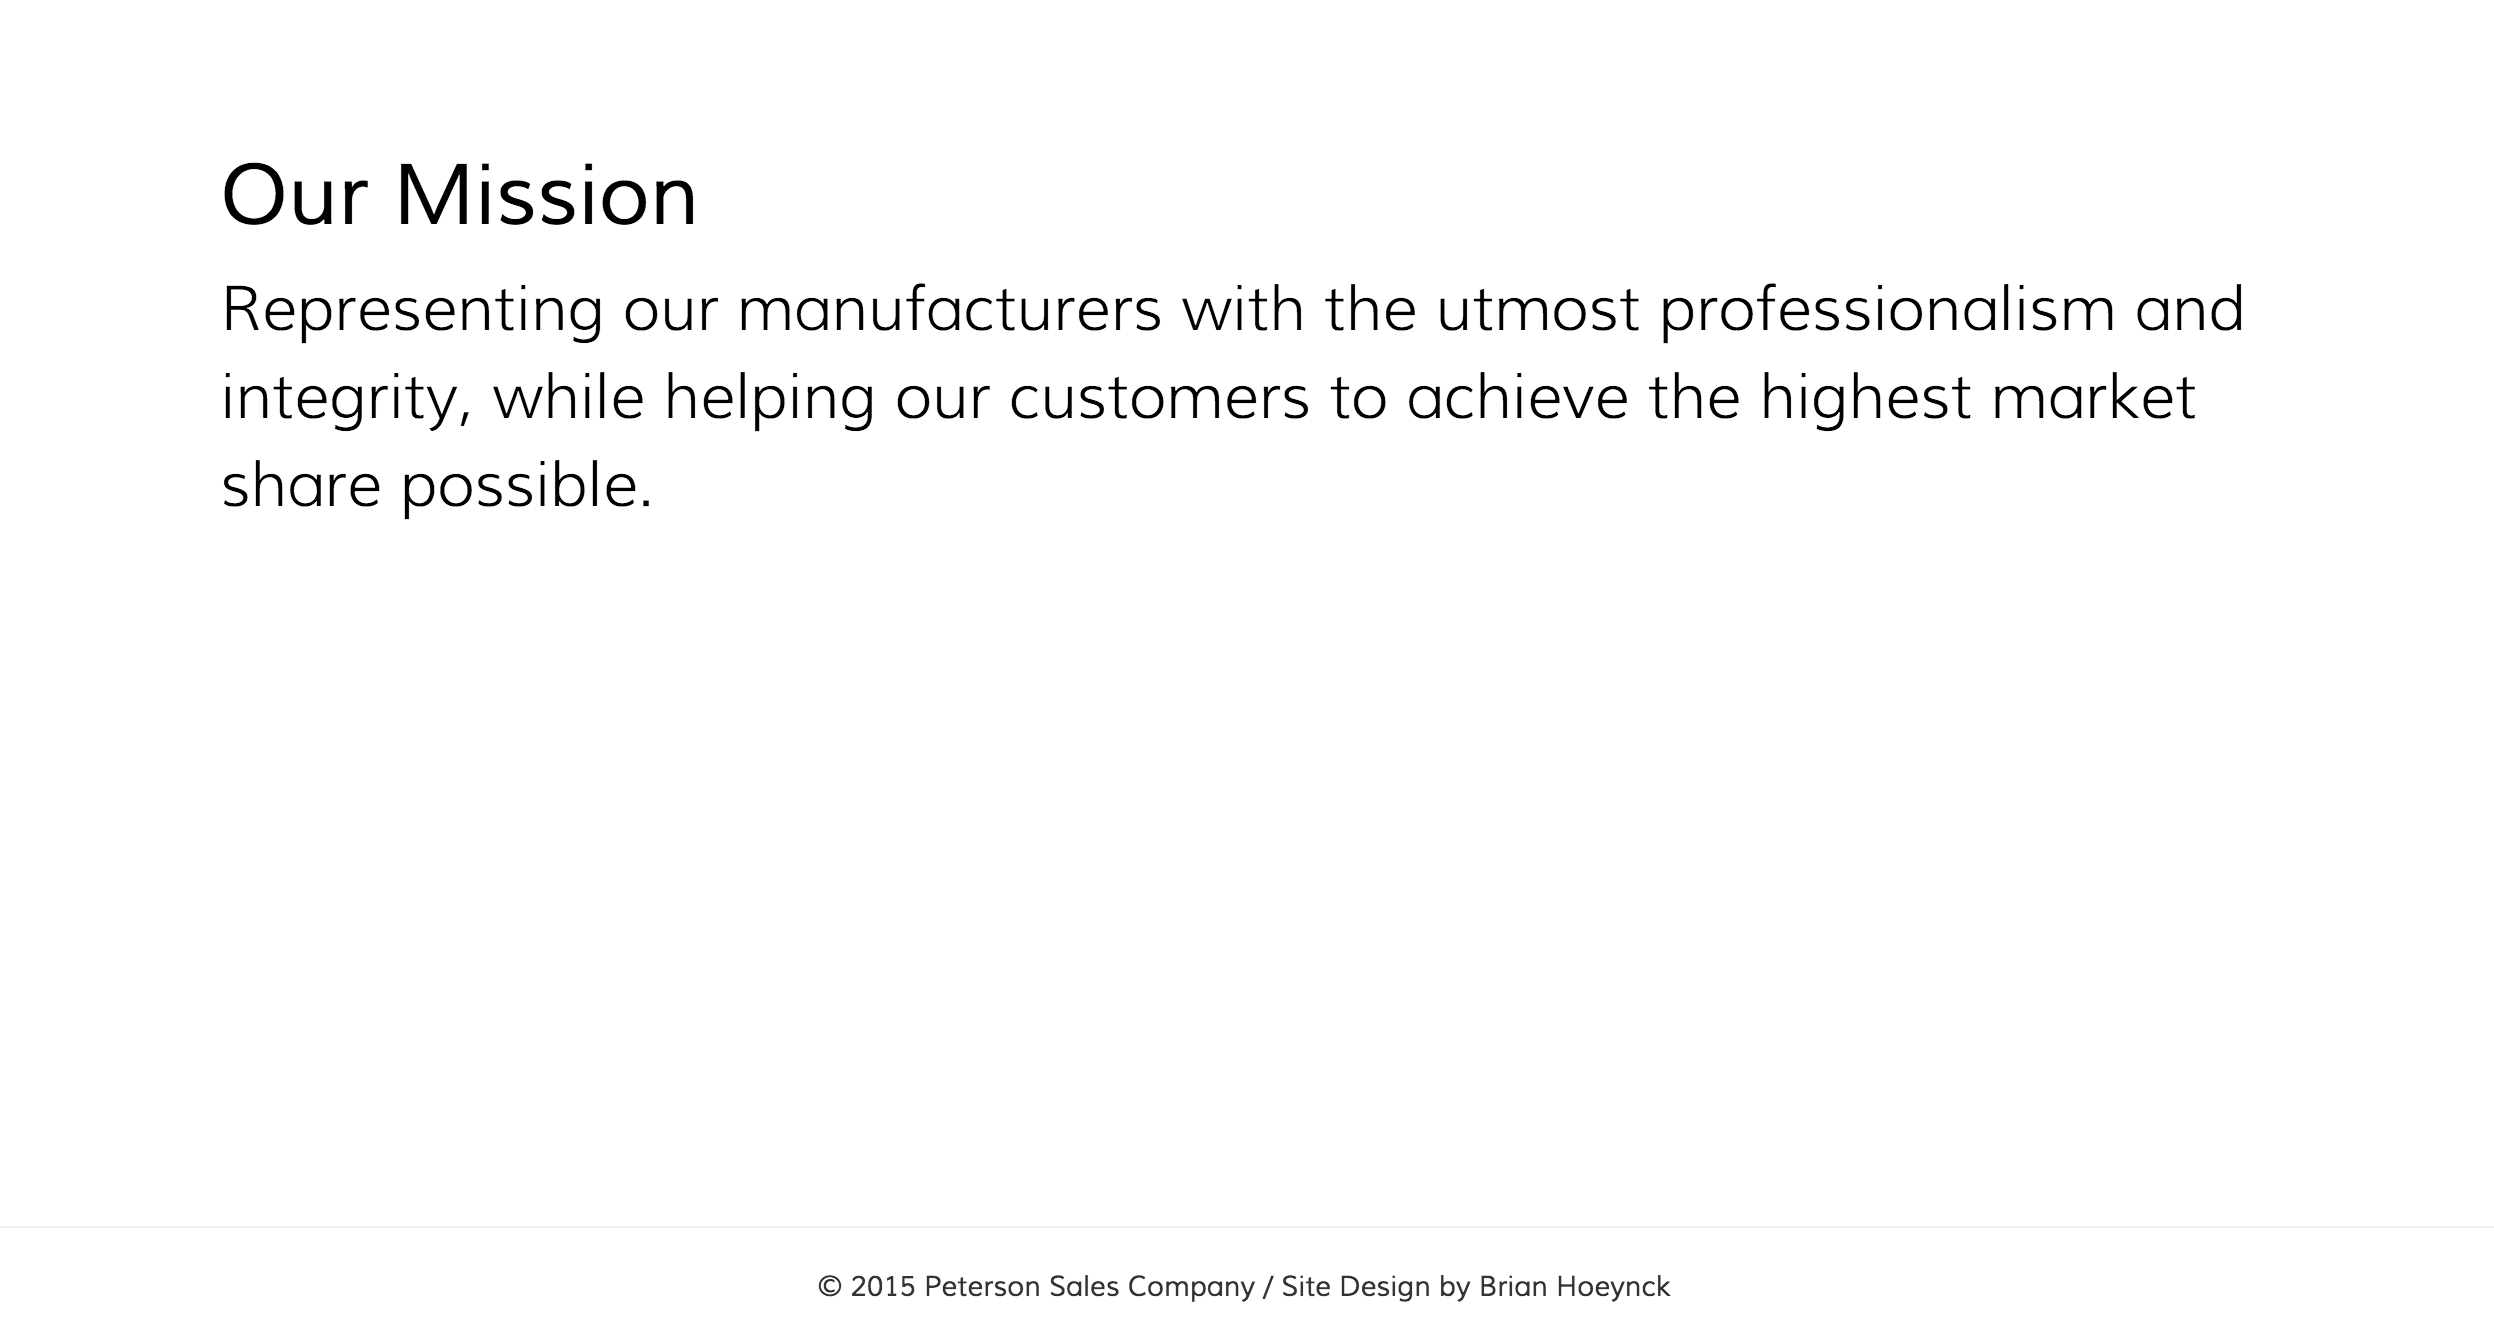 Our Mission
Representing our manufacturers with the utmost professionalism and
integrity, while helping our customers to achieve the highest market
share possible.
© 2015 Peterson Sales Company / Site Design by Brian Hoeynck